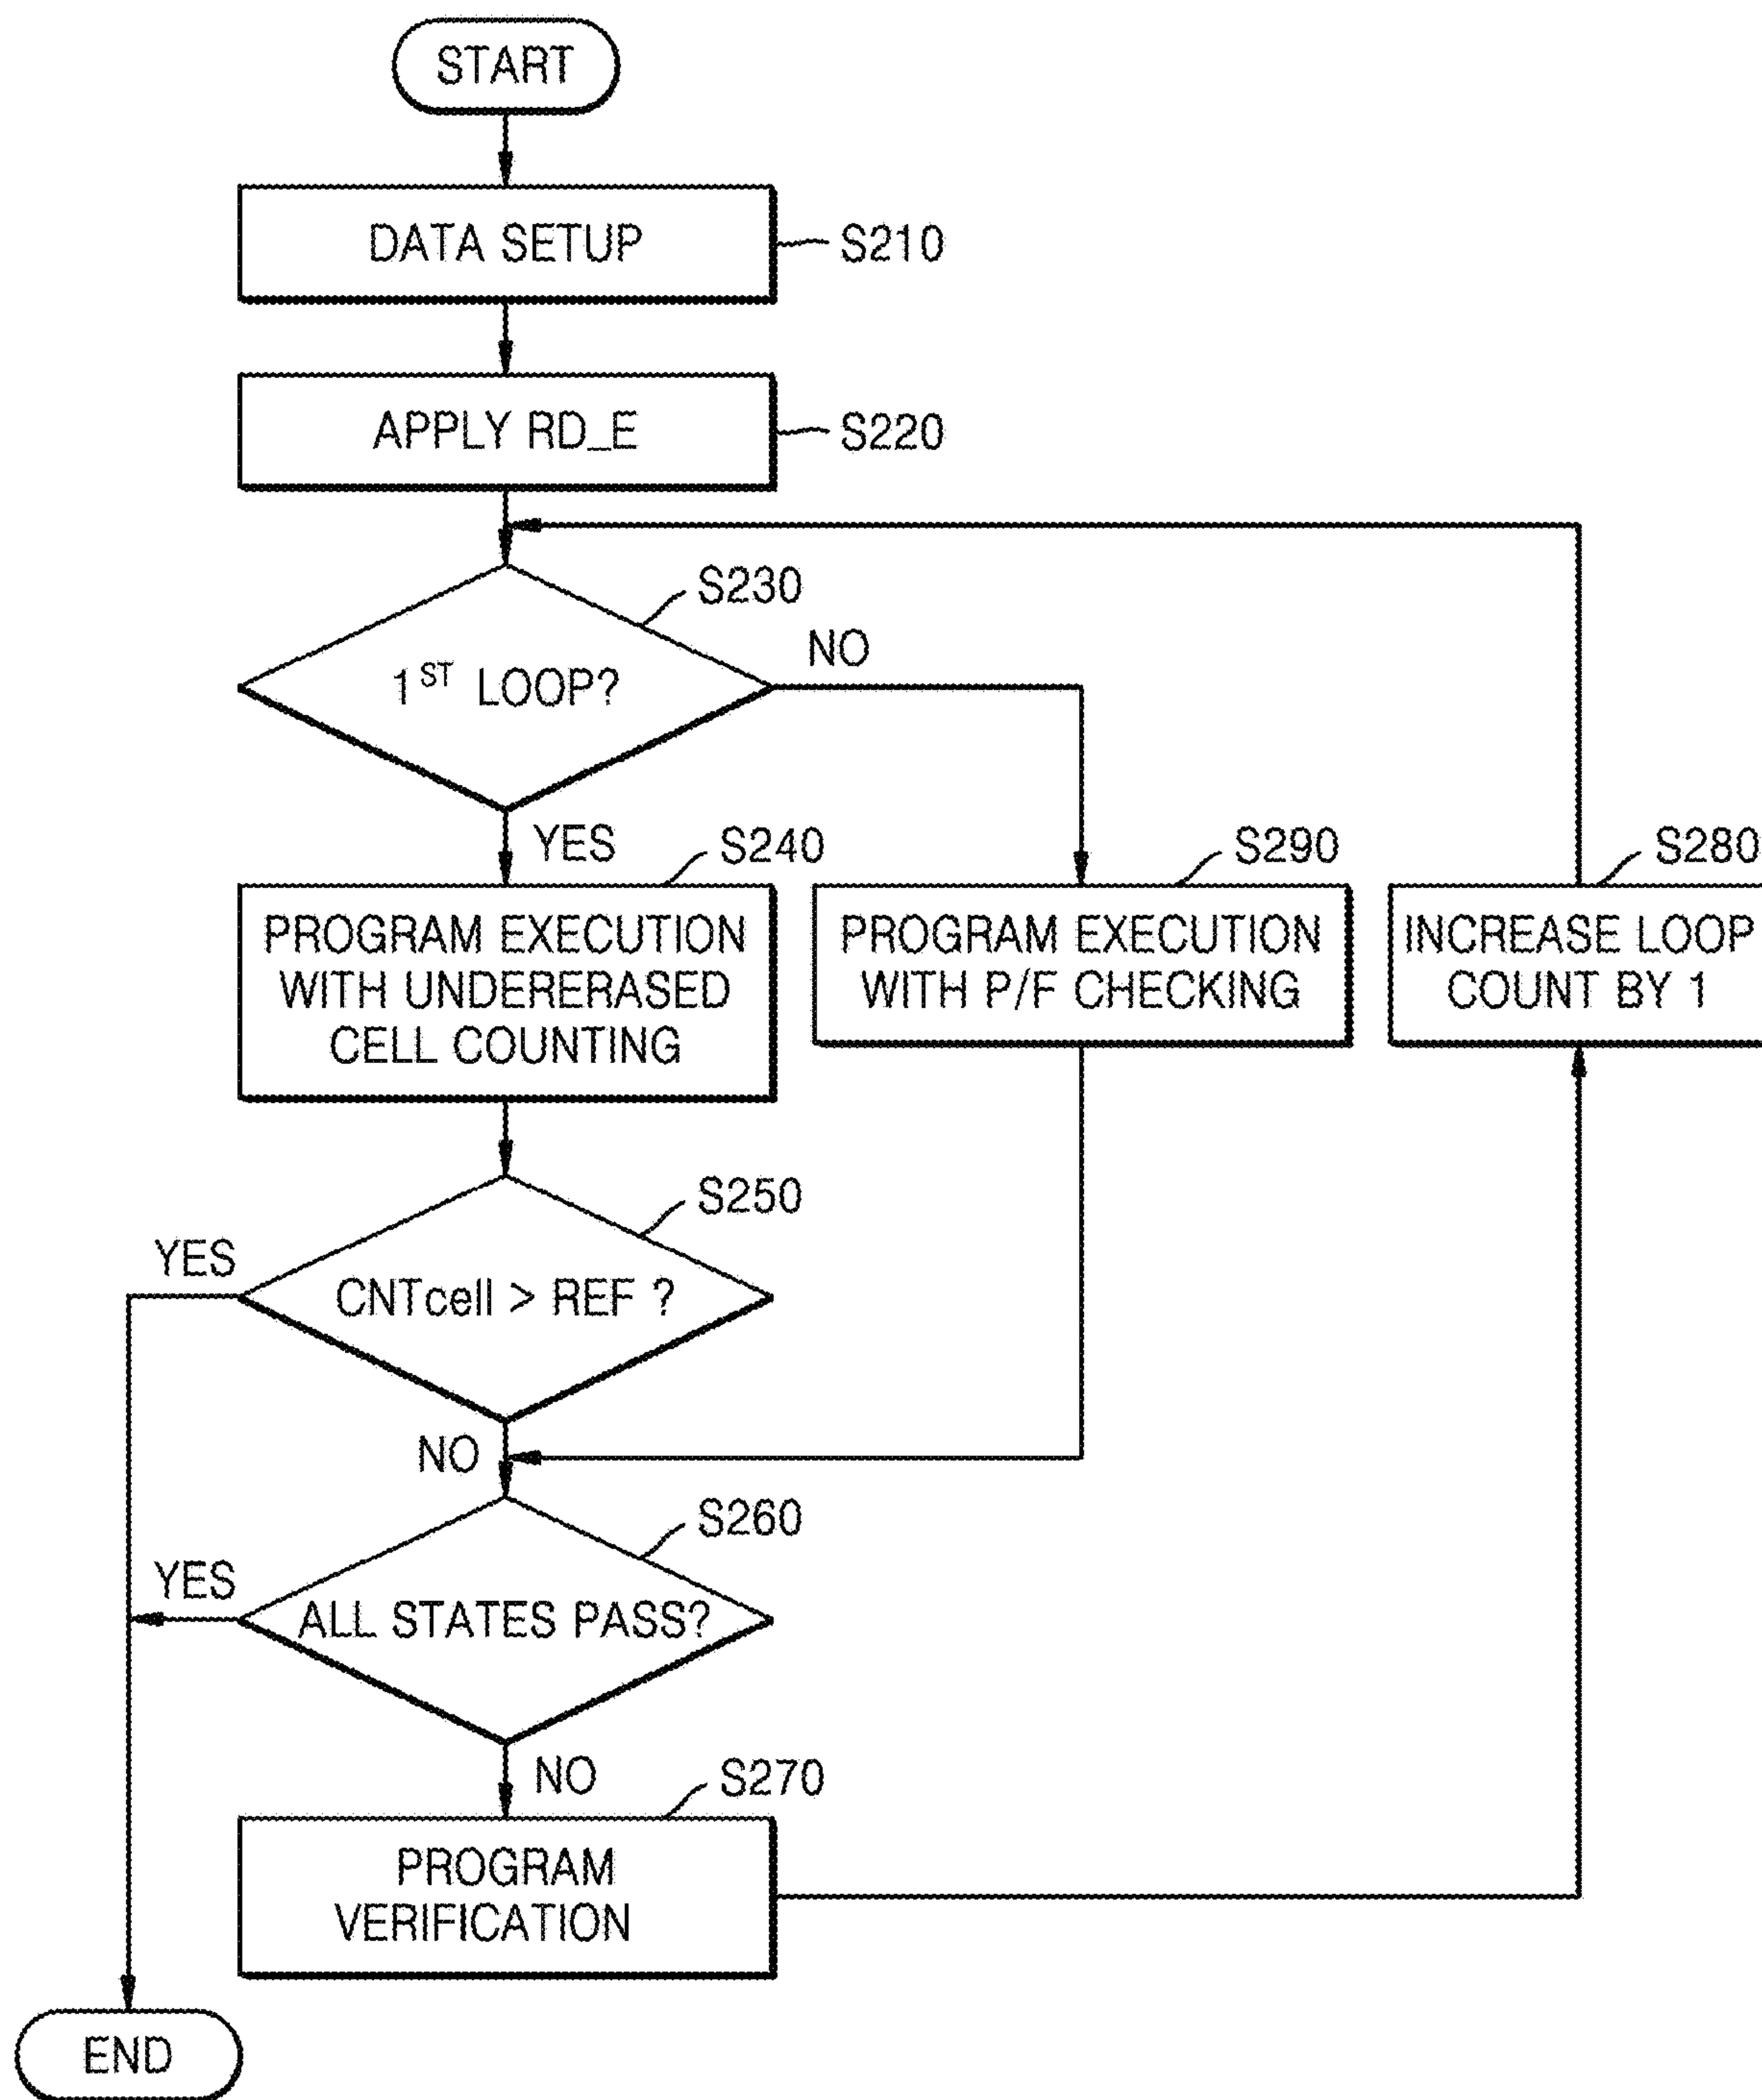 START
DATA SETUP
S210
APPLY RD_E
S220
S230
1ST LOOP?
NO
YES
S240
S290
S280
PROGRAM EXECUTION
WITH UNDERERASED
CELL COUNTING
PROGRAM EXECUTION
WITH P/F CHECKING
INCREASE LOOP
COUNT BY 1
S250
YES
CNTcell > REF ?
NO
S260
YES
ALL STATES PASS?
NO
S270
PROGRAM
VERIFICATION
END